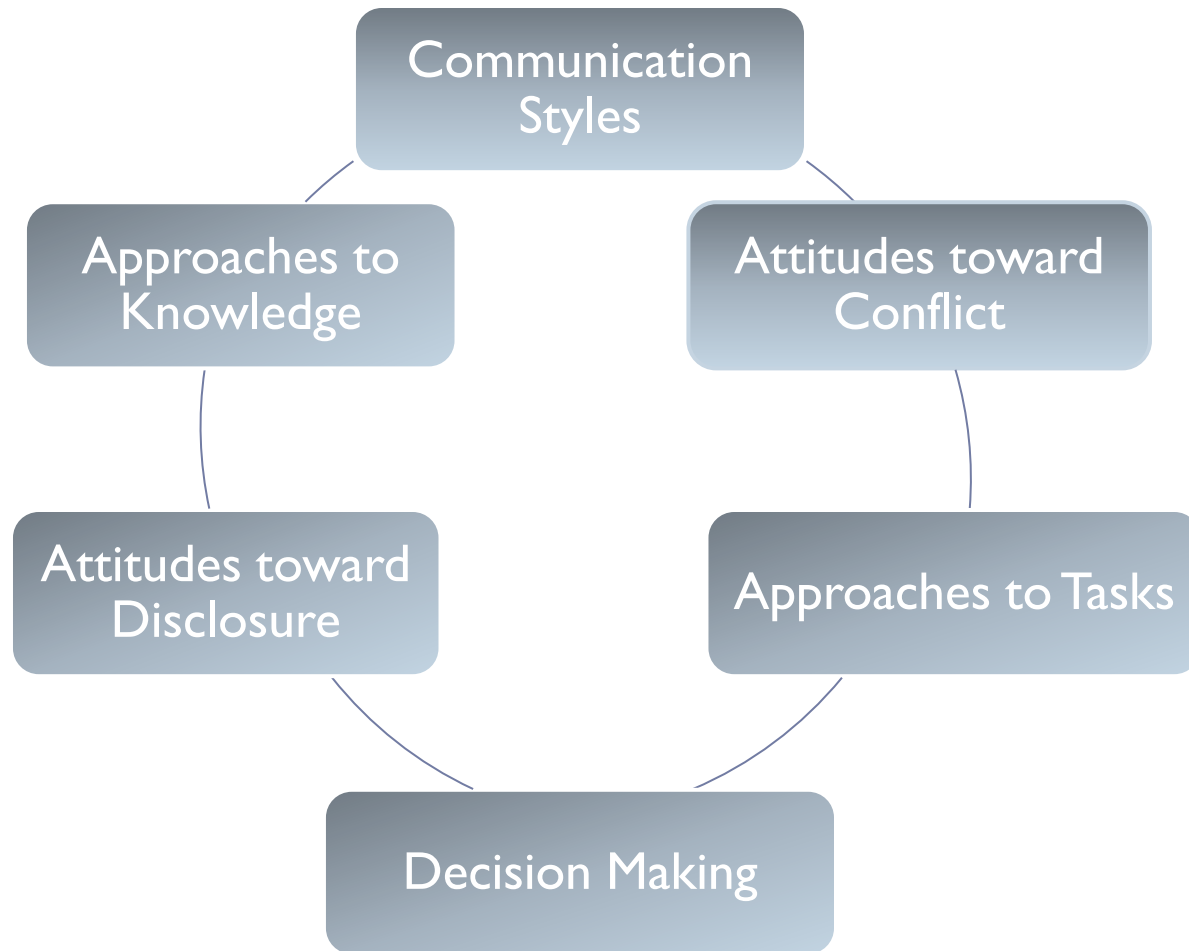 Communication
Styles
Approaches to
Knowledge
Attitudes toward
Conflict
Attitudes toward
Disclosure
Approaches to Tasks
Decision Making